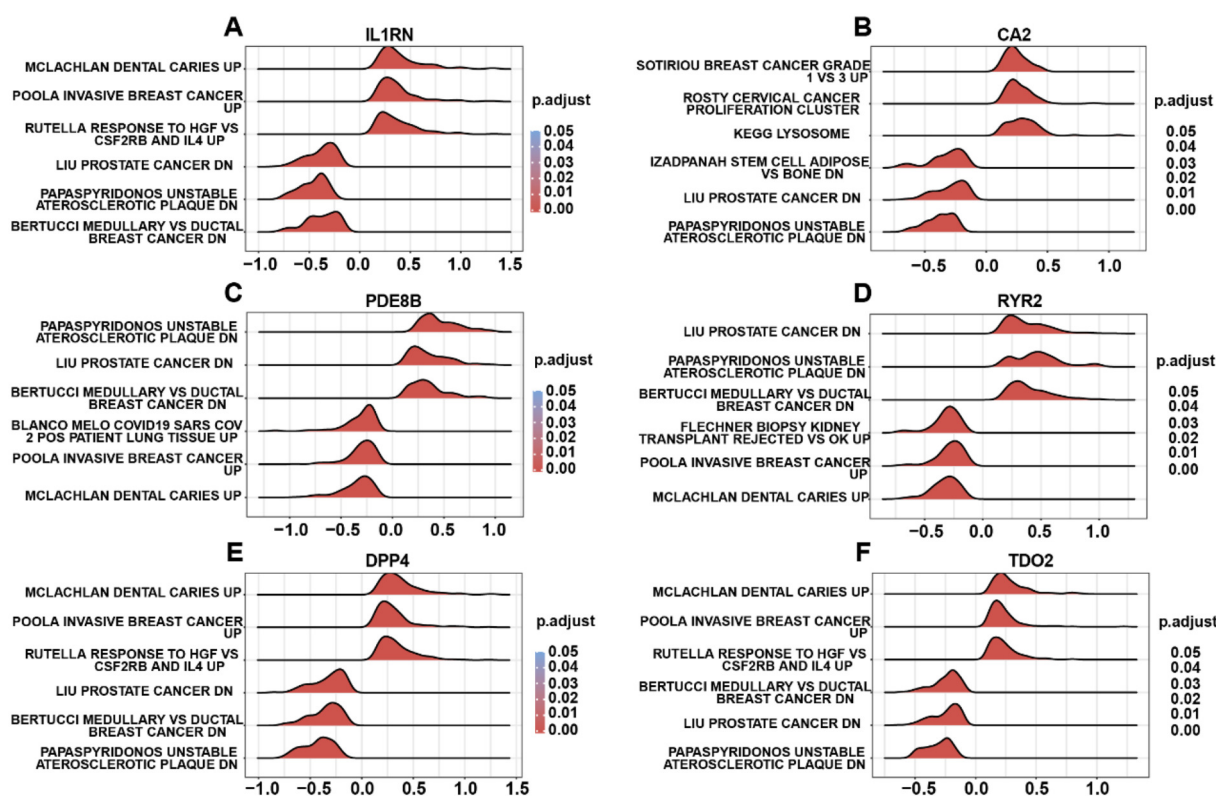 A
IL1RN
MCLACHLAN DENTAL CARIES UP
POOLA INVASIVE BREAST CANCER
UP
RUTELLA RESPONSE TO HGF VS
CSF2RB AND IL4 UP
LIU PROSTATE CANCER DN
PAPASPYRIDONOS UNSTABLE
ATEROSCLEROTIC PLAQUE DN
BERTUCCI MEDULLARY VS DUCTAL
BREAST CANCER DN
−1.0 −0.5 0.0 0.5 1.0 1.5
p.adjust
0.05
0.04
0.03
0.02
0.01
0.00
B
CA2
SOTIRIOU BREAST CANCER GRADE
1 VS 3 UP
ROSTY CERVICAL CANCER
PROLIFERATION CLUSTER
KEGG LYSOSOME
IZADPANAH STEM CELL ADIPOSE
VS BONE DN
LIU PROSTATE CANCER DN
PAPASPYRIDONOS UNSTABLE
ATEROSCLEROTIC PLAQUE DN
−0.5 0.0 0.5 1.0
p.adjust
0.05
0.04
0.03
0.02
0.01
0.00
C
PDE8B
PAPASPYRIDONOS UNSTABLE
ATEROSCLEROTIC PLAQUE DN
LIU PROSTATE CANCER DN
BERTUCCI MEDULLARY VS DUCTAL
BREAST CANCER DN
BLANCO MELO COVID19 SARS COV
2 POS PATIENT LUNG TISSUE UP
POOLA INVASIVE BREAST CANCER
UP
MCLACHLAN DENTAL CARIES UP
−1.0 −0.5 0.0 0.5 1.0
p.adjust
0.05
0.04
0.03
0.02
0.01
0.00
D
RYR2
LIU PROSTATE CANCER DN
PAPASPYRIDONOS UNSTABLE
ATEROSCLEROTIC PLAQUE DN
BERTUCCI MEDULLARY VS DUCTAL
BREAST CANCER DN
FLECHNER BIOPSY KIDNEY
TRANSPLANT REJECTED VS OK UP
POOLA INVASIVE BREAST CANCER
UP
MCLACHLAN DENTAL CARIES UP
−0.5 0.0 0.5 1.0
p.adjust
0.05
0.04
0.03
0.02
0.01
0.00
E
DPP4
MCLACHLAN DENTAL CARIES UP
POOLA INVASIVE BREAST CANCER
UP
RUTELLA RESPONSE TO HGF VS
CSF2RB AND IL4 UP
LIU PROSTATE CANCER DN
BERTUCCI MEDULLARY VS DUCTAL
BREAST CANCER DN
PAPASPYRIDONOS UNSTABLE
ATEROSCLEROTIC PLAQUE DN
−1.0 −0.5 0.0 0.5 1.0 1.5
p.adjust
0.05
0.04
0.03
0.02
0.01
0.00
F
TDO2
MCLACHLAN DENTAL CARIES UP
POOLA INVASIVE BREAST CANCER
UP
RUTELLA RESPONSE TO HGF VS
CSF2RB AND IL4 UP
BERTUCCI MEDULLARY VS DUCTAL
BREAST CANCER DN
LIU PROSTATE CANCER DN
PAPASPYRIDONOS UNSTABLE
ATEROSCLEROTIC PLAQUE DN
−0.5 0.0 0.5 1.0
p.adjust
0.05
0.04
0.03
0.02
0.01
0.00